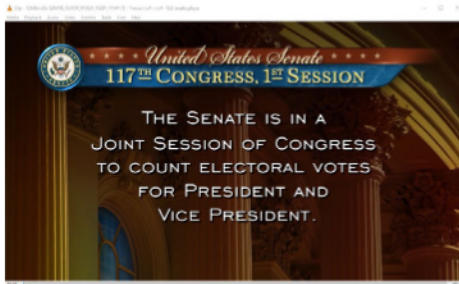 United States Senate
117TH CONGRESS, 1ST SESSION
THE SENATE IS IN A
JOINT SESSION OF CONGRESS
TO COUNT ELECTORAL VOTES
FOR PRESIDENT AND
VICE PRESIDENT.